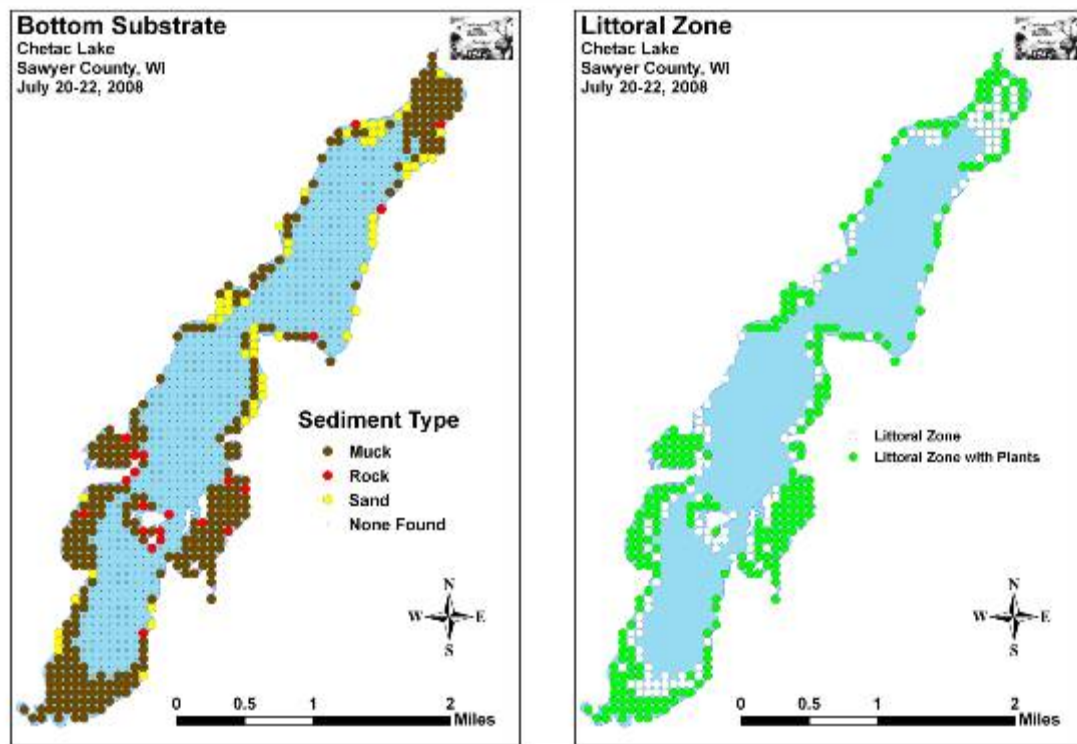 Bottom Substrate
Chetac Lake
Sawyer County, WI
July 20-22, 2008
Sediment Type
Muck
Rock
Sand
None Found
N
W E
S
0 0.5 1 2
Miles
Littoral Zone
Chetac Lake
Sawyer County, WI
July 20-22, 2008
Littoral Zone
Littoral Zone with Plants
N
W E
S
0 0.5 1 2
Miles